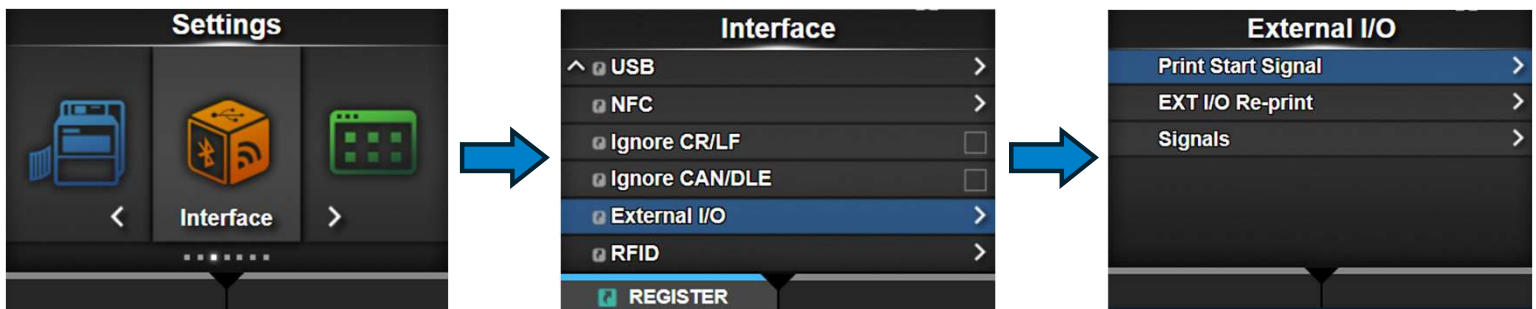 Settings
Interface
Interface
USB
NFC
Ignore CR/LF
Ignore CAN/DLE
External I/O
RFID
REGISTER
External I/O
Print Start Signal
EXT I/O Re-print
Signals